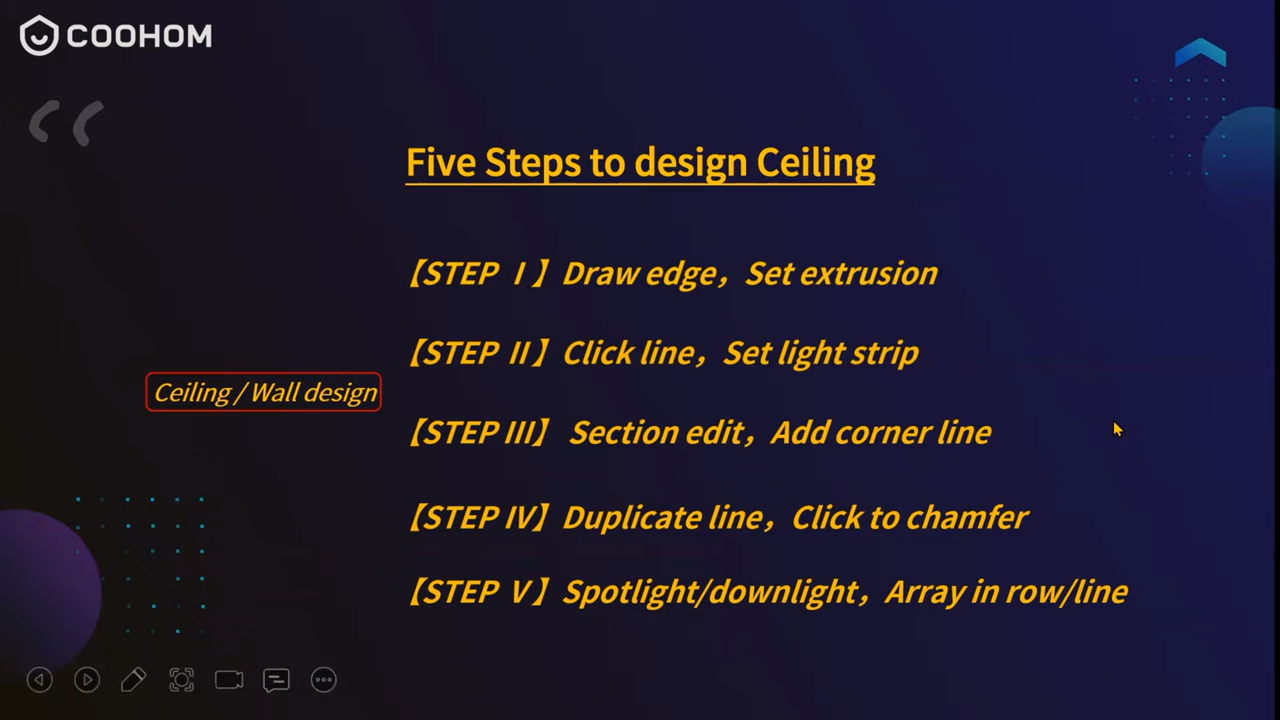 COOHOM
Five Steps to design Ceiling
【STEP Ⅰ】Draw edge，Set extrusion
【STEP II】Click line，Set light strip
Ceiling / Wall design
【STEP III】 Section edit，Add corner line
【STEP IV】Duplicate line，Click to chamfer
【STEP V】Spotlight/downlight，Array in row/line